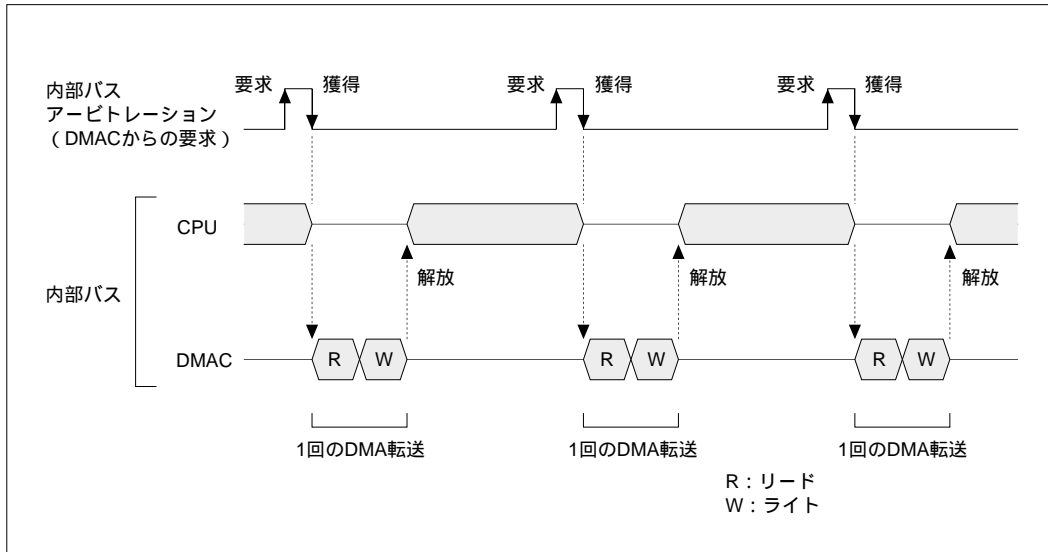 内部バス
アービトレーション
（DMACからの要求）
要求 獲得 要求 獲得 要求 獲得
内部バス
CPU
解放 解放 解放
DMAC
R W R W R W
1回のDMA転送 1回のDMA転送 1回のDMA転送
R：リード
W：ライト